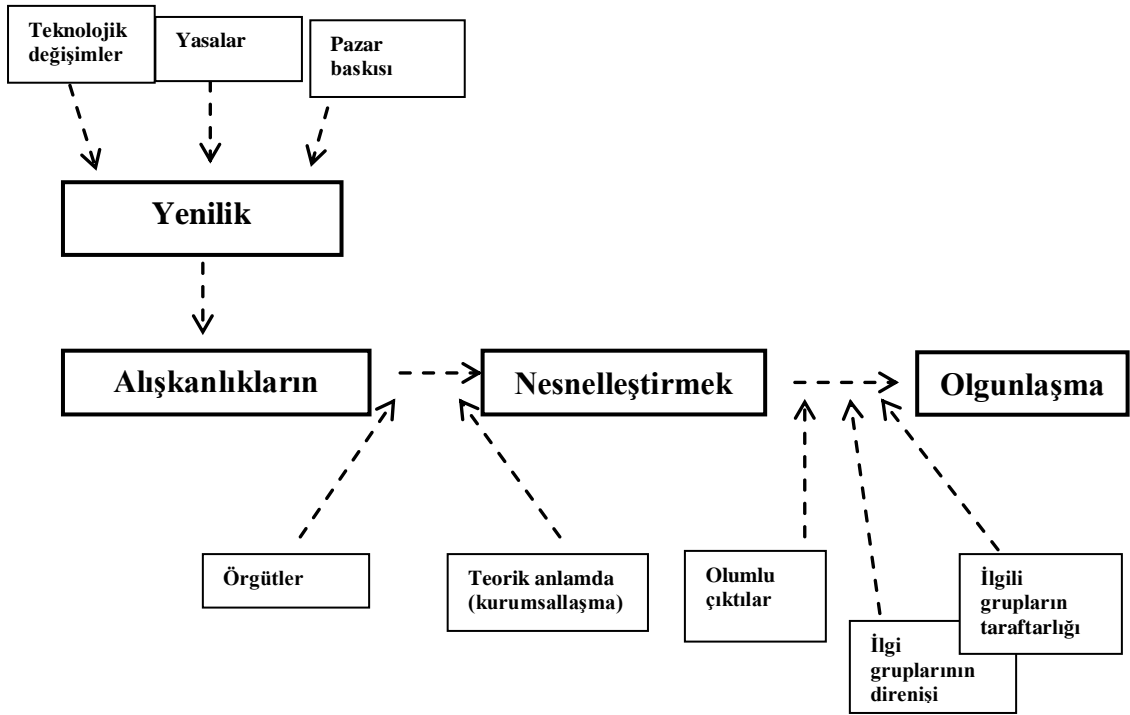 Teknolojik
değişimler
Yasalar
Pazar
baskısı
Yenilik
Alışkanlıkların
Nesnelleştirmek
Olgunlaşma
Örgütler
Teorik anlamda
(kurumsallaşma)
Olumlu
çıktılar
İlgi
gruplarının
direnişi
İlgili
grupların
taraftarlığı